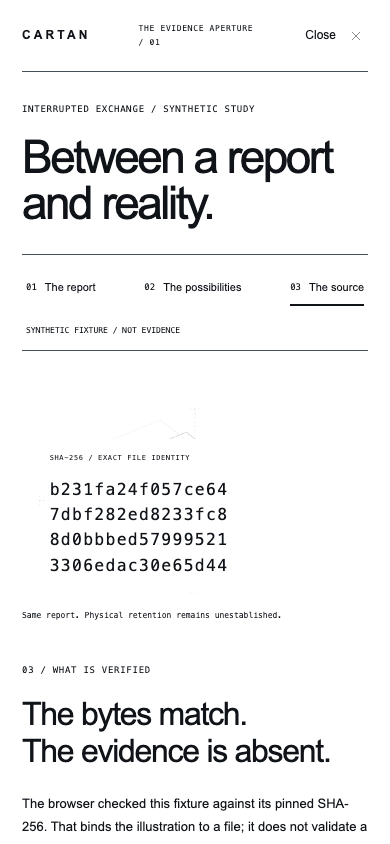 CARTAN
THE EVIDENCE APERTURE
/ 01
Close
INTERRUPTED EXCHANGE / SYNTHETIC STUDY
Between a report
and reality.
01 The report
02 The possibilities
03 The source
SYNTHETIC FIXTURE / NOT EVIDENCE
SHA-256 / EXACT FILE IDENTITY
b231fa24f057ce64
7dbf282ed8233fc8
8d0bbbed57999521
3306edac30e65d44
Same report. Physical retention remains unestablished.
03 / WHAT IS VERIFIED
The bytes match.
The evidence is absent.
The browser checked this fixture against its pinned SHA-
256. That binds the illustration to a file; it does not validate a